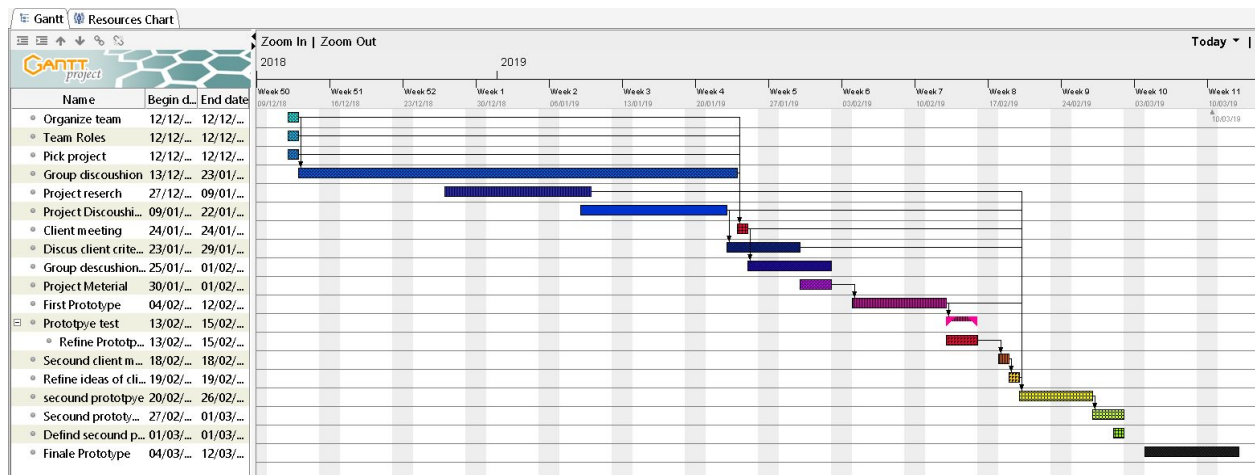 Gantt Resources Chart
Zoom In | Zoom Out Today
GANTT project
2018 2019
Name Begin d... End date
Week 50 Week 51 Week 52 Week 1 Week 2 Week 3 Week 4 Week 5 Week 6 Week 7 Week 8 Week 9 Week 10 Week 11
09/12/18 16/12/18 23/12/18 30/12/18 06/01/19 13/01/19 20/01/19 27/01/19 03/02/19 10/02/19 17/02/19 24/02/19 03/03/19 10/03/19
10/03/19
Organize team 12/12/... 12/12/...
Team Roles 12/12/... 12/12/...
Pick project 12/12/... 12/12/...
Group discoushion 13/12/... 23/01/...
Project reserch 27/12/... 09/01/...
Project Discoushi... 09/01/... 22/01/...
Client meeting 24/01/... 24/01/...
Discus client crite... 23/01/... 29/01/...
Group descushion... 25/01/... 01/02/...
Project Meterial 30/01/... 01/02/...
First Prototype 04/02/... 12/02/...
Prototpye test 13/02/... 15/02/...
Refine Prototp... 13/02/... 15/02/...
Secound client m... 18/02/... 18/02/...
Refine ideas of cli... 19/02/... 19/02/...
secound prototpye 20/02/... 26/02/...
Secound prototy... 27/02/... 01/03/...
Defind secound p... 01/03/... 01/03/...
Finale Prototype 04/03/... 12/03/...